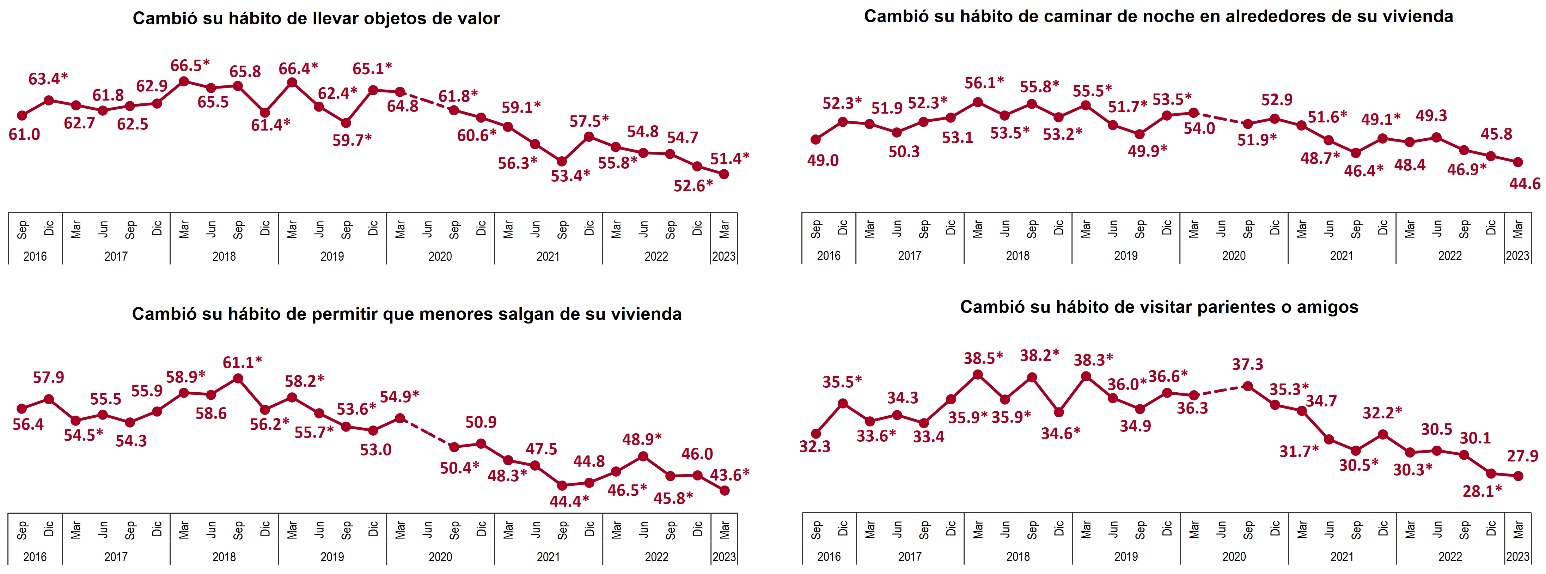 Cambió su hábito de llevar objetos de valor
63.4* 61.8 62.9 66.5* 65.8 66.4* 62.4* 65.1* 61.8* 59.1* 57.5* 54.8 54.7 51.4*
61.0 62.7 62.5 65.5 61.4* 59.7* 64.8 60.6* 56.3* 53.4* 55.8* 52.6*
Sep Dic Mar Jun Sep Dic Mar Jun Sep Dic Mar Jun Sep Dic Mar Jun Sep Dic Mar Jun Sep Dic Mar Jun Sep Dic Mar
2016 2017 2018 2019 2020 2021 2022 2023
Cambió su hábito de caminar de noche en alrededores de su vivienda
52.3* 51.9 52.3* 56.1* 55.8* 55.5* 51.7* 53.5* 52.9 51.6* 49.1* 49.3 45.8
49.0 50.3 53.1 53.5* 53.2* 49.9* 54.0 51.9* 48.7* 46.4* 48.4 46.9* 44.6
Sep Dic Mar Jun Sep Dic Mar Jun Sep Dic Mar Jun Sep Dic Mar Jun Sep Dic Mar Jun Sep Dic Mar Jun Sep Dic Mar
2016 2017 2018 2019 2020 2021 2022 2023
Cambió su hábito de permitir que menores salgan de su vivienda
57.9 55.5 55.9 58.9* 61.1* 58.2* 53.6* 54.9* 50.9 47.5 44.8 48.9* 46.0 43.6*
56.4 54.5* 54.3 58.6 56.2* 55.7* 53.0 50.4* 48.3* 44.4* 46.5* 45.8*
Sep Dic Mar Jun Sep Dic Mar Jun Sep Dic Mar Jun Sep Dic Mar Jun Sep Dic Mar Jun Sep Dic Mar Jun Sep Dic Mar
2016 2017 2018 2019 2020 2021 2022 2023
Cambió su hábito de visitar parientes o amigos
35.5* 34.3 38.5* 38.2* 38.3* 36.0* 36.6* 37.3 35.3* 34.7 32.2* 30.5 30.1 27.9
32.3 33.6* 33.4 35.9* 35.9* 34.6* 34.9 36.3 31.7* 30.5* 30.3* 28.1*
Sep Dic Mar Jun Sep Dic Mar Jun Sep Dic Mar Jun Sep Dic Mar Jun Sep Dic Mar Jun Sep Dic Mar Jun Sep Dic Mar
2016 2017 2018 2019 2020 2021 2022 2023